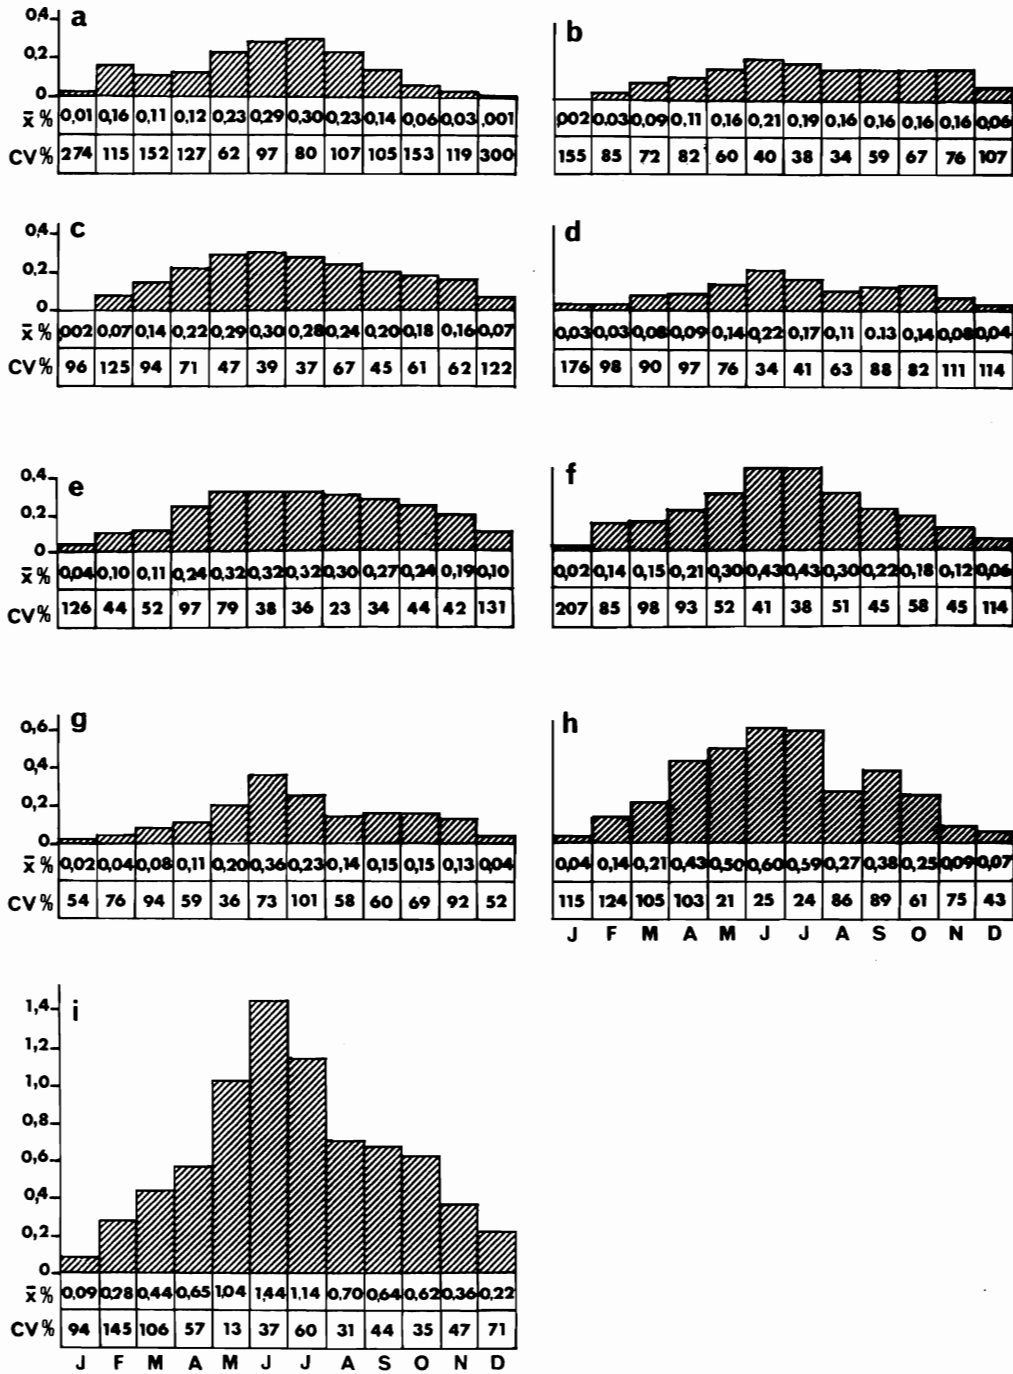 a
0,4
0,2
0
x̄ % 0,01 0,16 0,11 0,12 0,23 0,29 0,30 0,23 0,14 0,06 0,03 ,001
CV% 274 115 152 127 62 97 80 107 105 153 119 300
b
,002 0,03 0,09 0,11 0,16 0,21 0,19 0,16 0,16 0,16 0,16 0,06
155 85 72 82 60 40 38 34 59 67 76 107
c
0,4
0,2
0
x̄ % ,002 0,07 0,14 0,22 0,29 0,30 0,28 0,24 0,20 0,18 0,16 0,07
CV% 96 125 94 71 47 39 37 67 45 61 62 122
d
0,03 0,03 0,08 0,09 0,14 0,22 0,17 0,11 0.13 0,14 0,08 0,04
176 98 90 97 76 34 41 63 88 82 111 114
e
0,4
0,2
0
x̄ % 0,04 0,10 0,11 0,24 0,32 0,32 0,32 0,30 0,27 0,24 0,19 0,10
CV% 126 44 52 97 79 38 36 23 34 44 42 131
f
0,02 0,14 0,15 0,21 0,30 0,43 0,43 0,30 0,22 0,18 0,12 0,06
207 85 98 93 52 41 38 51 45 58 45 114
g
0,6
0,4
0,2
0
x̄ % 0,02 0,04 0,08 0,11 0,20 0,36 0,23 0,14 0,15 0,15 0,13 0,04
CV% 54 76 94 59 36 73 101 58 60 69 92 52
h
0,04 0,14 0,21 0,43 0,50 0,60 0,59 0,27 0,38 0,25 0,09 0,07
115 124 105 103 21 25 24 86 89 61 75 43
J F M A M J J A S O N D
i
1,4
1,2
1,0
0,8
0,6
0,4
0,2
0
x̄ % 0,09 0,28 0,44 0,65 1,04 1,44 1,14 0,70 0,64 0,62 0,36 0,22
CV% 94 145 106 57 13 37 60 31 44 35 47 71
J F M A M J J A S O N D